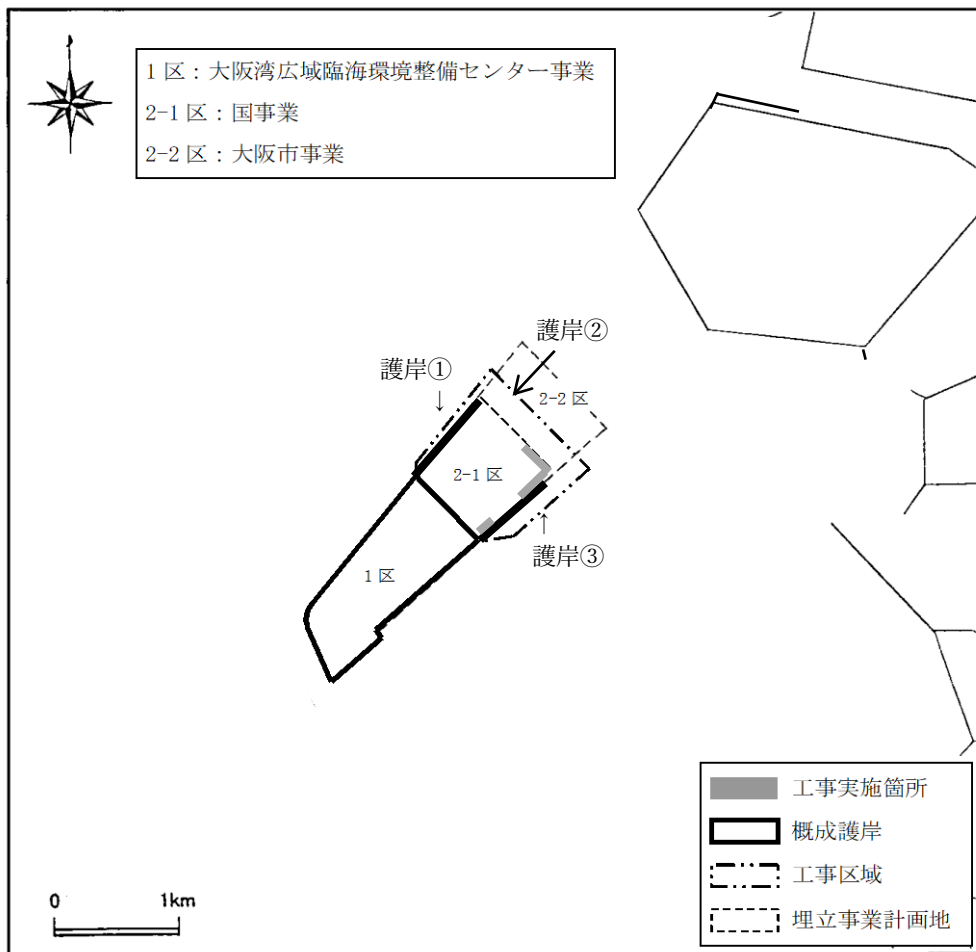 1区：大阪湾広域臨海環境整備センター事業
2-1区：国事業
2-2区：大阪市事業
護岸②
護岸①
↓
2-2区
2-1区
↑
護岸③
1区
工事実施箇所
概成護岸
工事区域
埋立事業計画地
0 1km